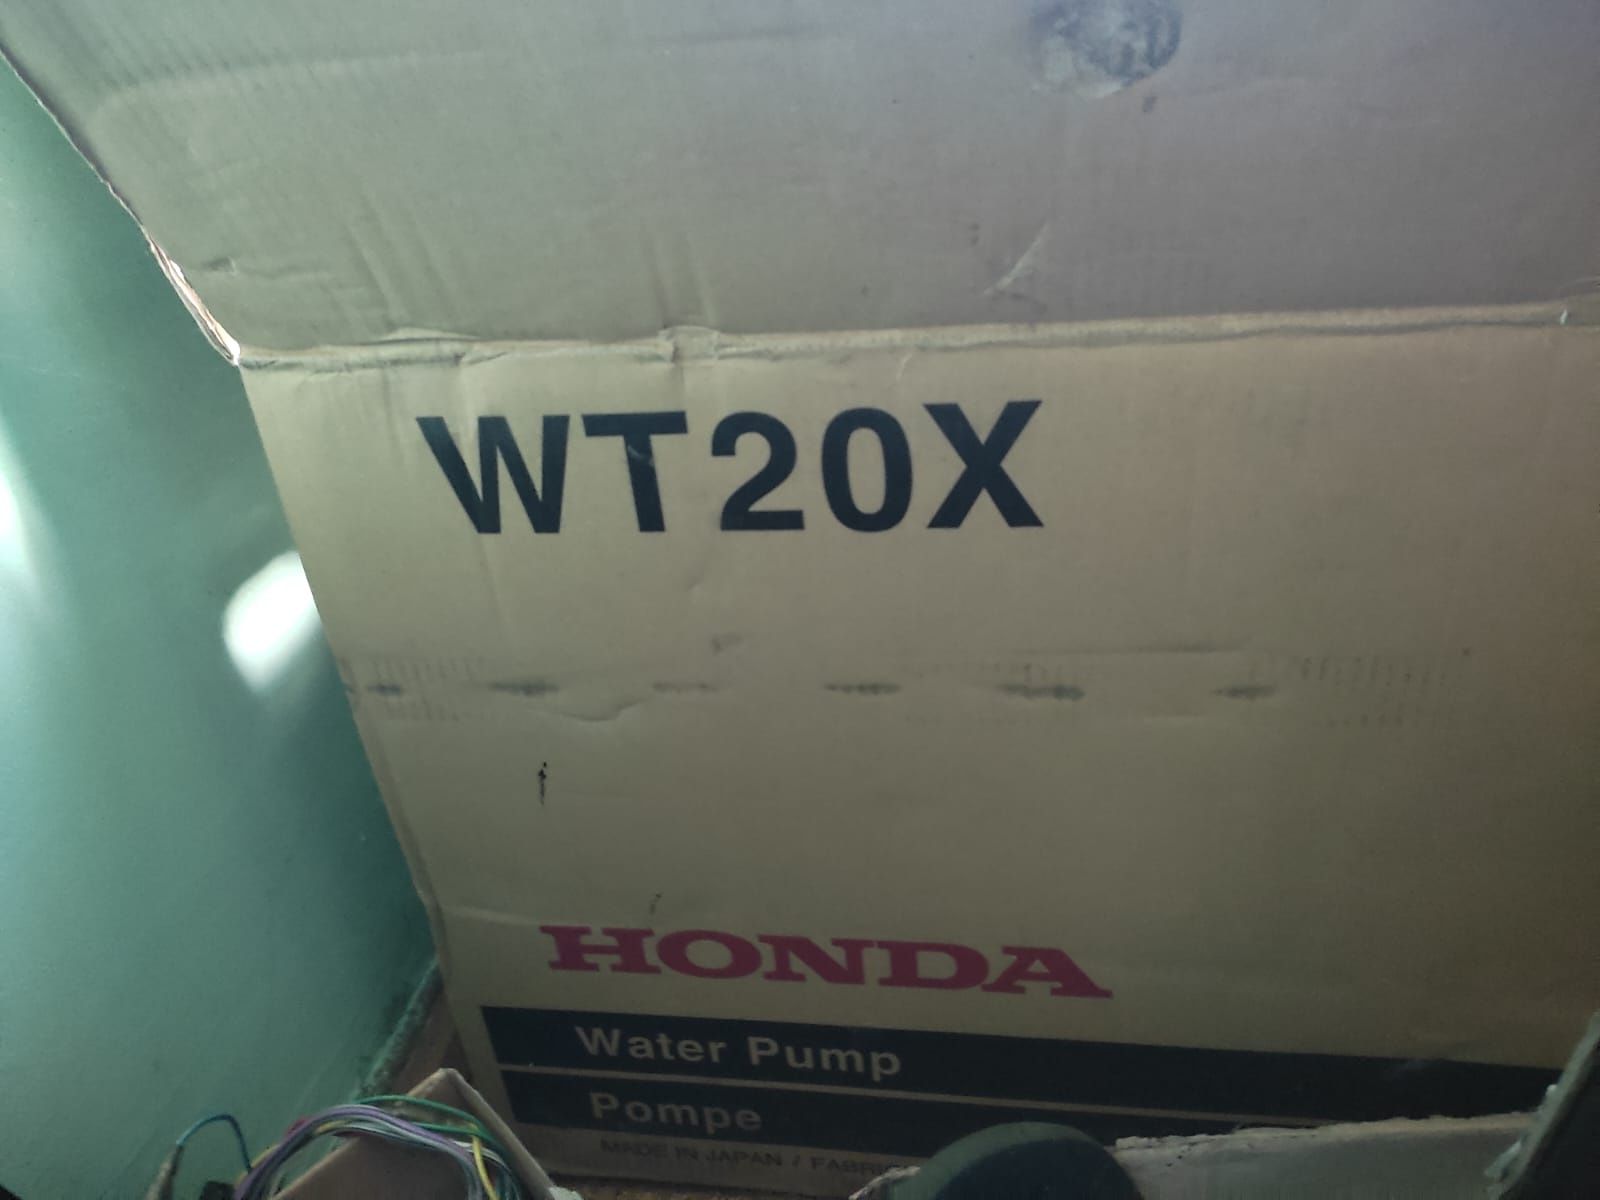 WT20X
HONDA
Water Pump
Pompe
MADE IN JAPAN /